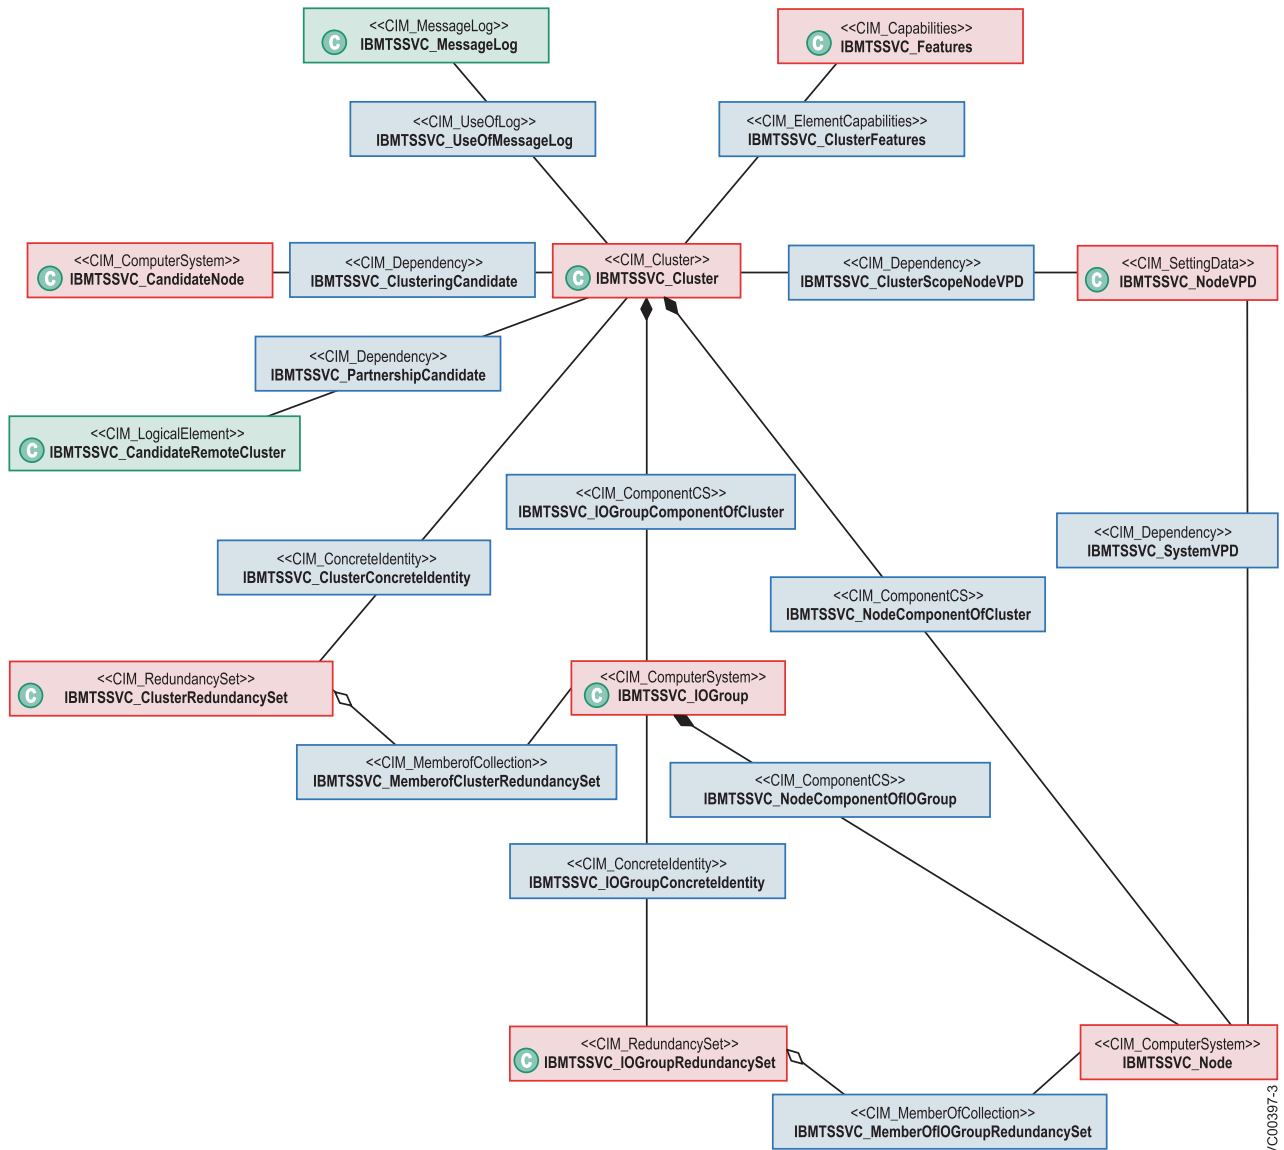 <<CIM_MessageLog>>
C IBMTSSVC_MessageLog
<<CIM_Capabilities>>
C IBMTSSVC_Features
<<CIM_UseOfLog>>
IBMTSSVC_UseOfMessageLog
<<CIM_ElementCapabilities>>
IBMTSSVC_ClusterFeatures
<<CIM_ComputerSystem>>
C IBMTSSVC_CandidateNode
<<CIM_Dependency>>
IBMTSSVC_ClusteringCandidate
<<CIM_Cluster>>
C IBMTSSVC_Cluster
<<CIM_Dependency>>
IBMTSSVC_ClusterScopeNodeVPD
<<CIM_SettingData>>
C IBMTSSVC_NodeVPD
<<CIM_Dependency>>
IBMTSSVC_PartnershipCandidate
<<CIM_LogicalElement>>
C IBMTSSVC_CandidateRemoteCluster
<<CIM_ComponentCS>>
IBMTSSVC_IOGroupComponentOfCluster
<<CIM_Dependency>>
IBMTSSVC_SystemVPD
<<CIM_ConcreteIdentity>>
IBMTSSVC_ClusterConcreteIdentity
<<CIM_ComponentCS>>
IBMTSSVC_NodeComponentOfCluster
<<CIM_RedundancySet>>
C IBMTSSVC_ClusterRedundancySet
<<CIM_ComputerSystem>>
C IBMTSSVC_IOGroup
<<CIM_MemberofCollection>>
IBMTSSVC_MemberofClusterRedundancySet
<<CIM_ComponentCS>>
IBMTSSVC_NodeComponentOfIOGroup
<<CIM_ConcreteIdentity>>
IBMTSSVC_IOGroupConcreteIdentity
<<CIM_RedundancySet>>
C IBMTSSVC_IOGroupRedundancySet
<<CIM_ComputerSystem>>
IBMTSSVC_Node
<<CIM_MemberOfCollection>>
IBMTSSVC_MemberOfIOGroupRedundancySet
VC00397-3